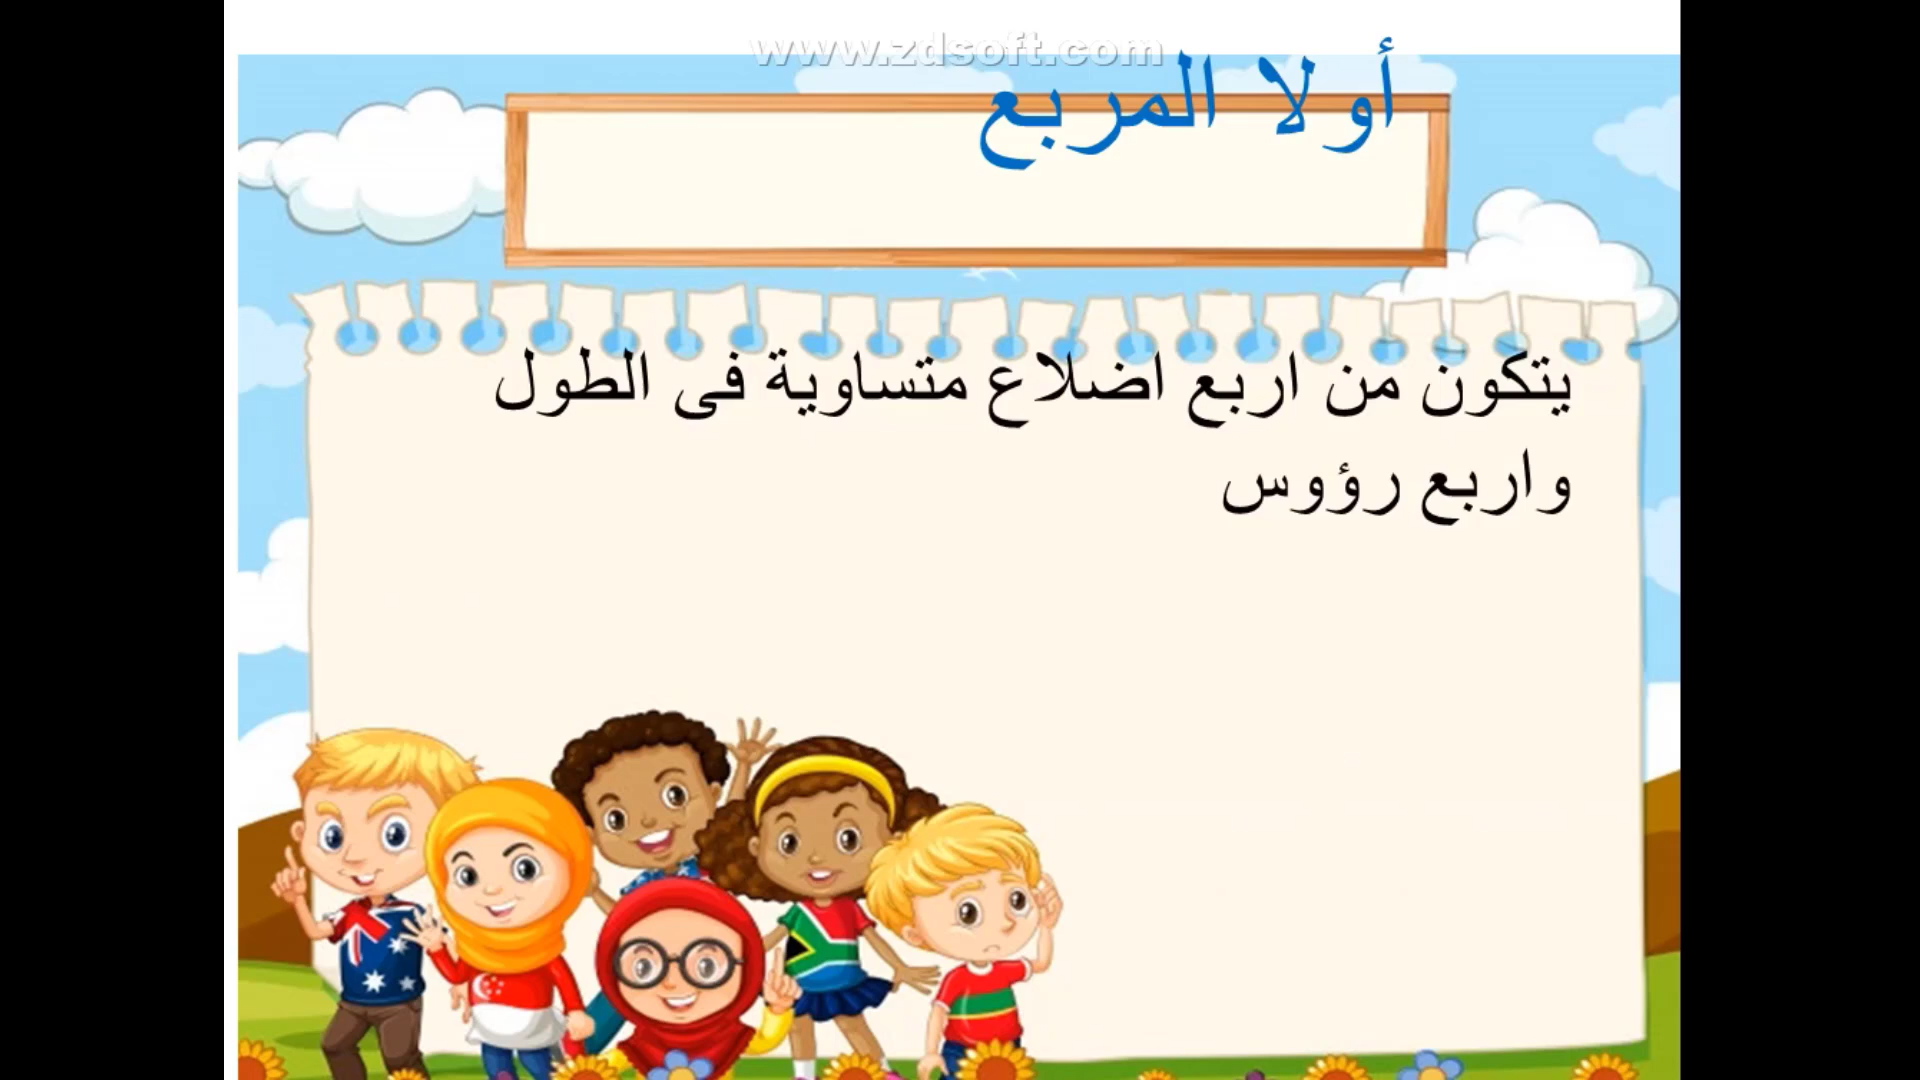 www.zdsoft.com
أولا المربع
يتكون من اربع اضلاع متساوية فى الطول
واربع رؤوس